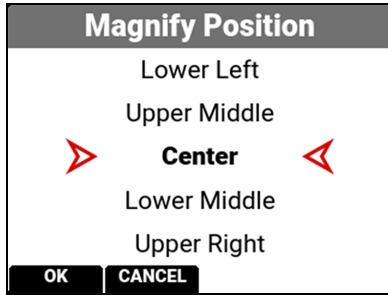 Magnify Position
Lower Left
Upper Middle
Center
Lower Middle
Upper Right
OK CANCEL